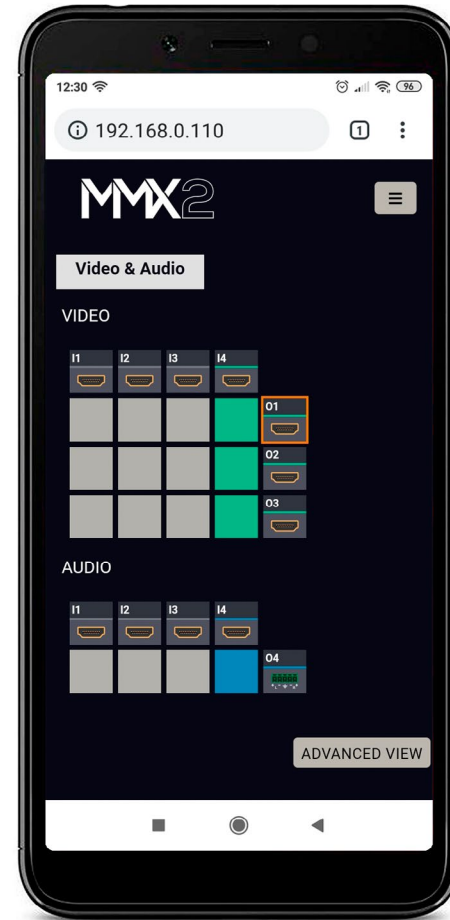 12:30
96
192.168.0.110
1
MMX2
Video & Audio
VIDEO
I1 I2 I3 I4
O1
O2
O3
AUDIO
I1 I2 I3 I4
O4
ADVANCED VIEW